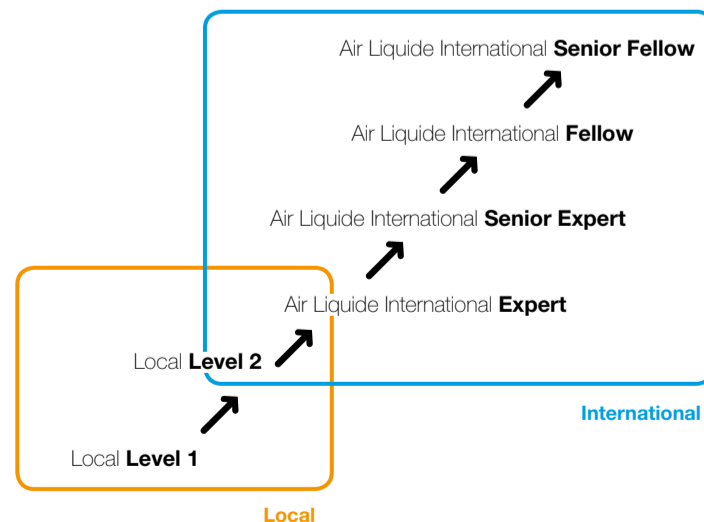 Air Liquide International Senior Fellow
Air Liquide International Fellow
Air Liquide International Senior Expert
Air Liquide International Expert
Local Level 2
International
Local Level 1
Local